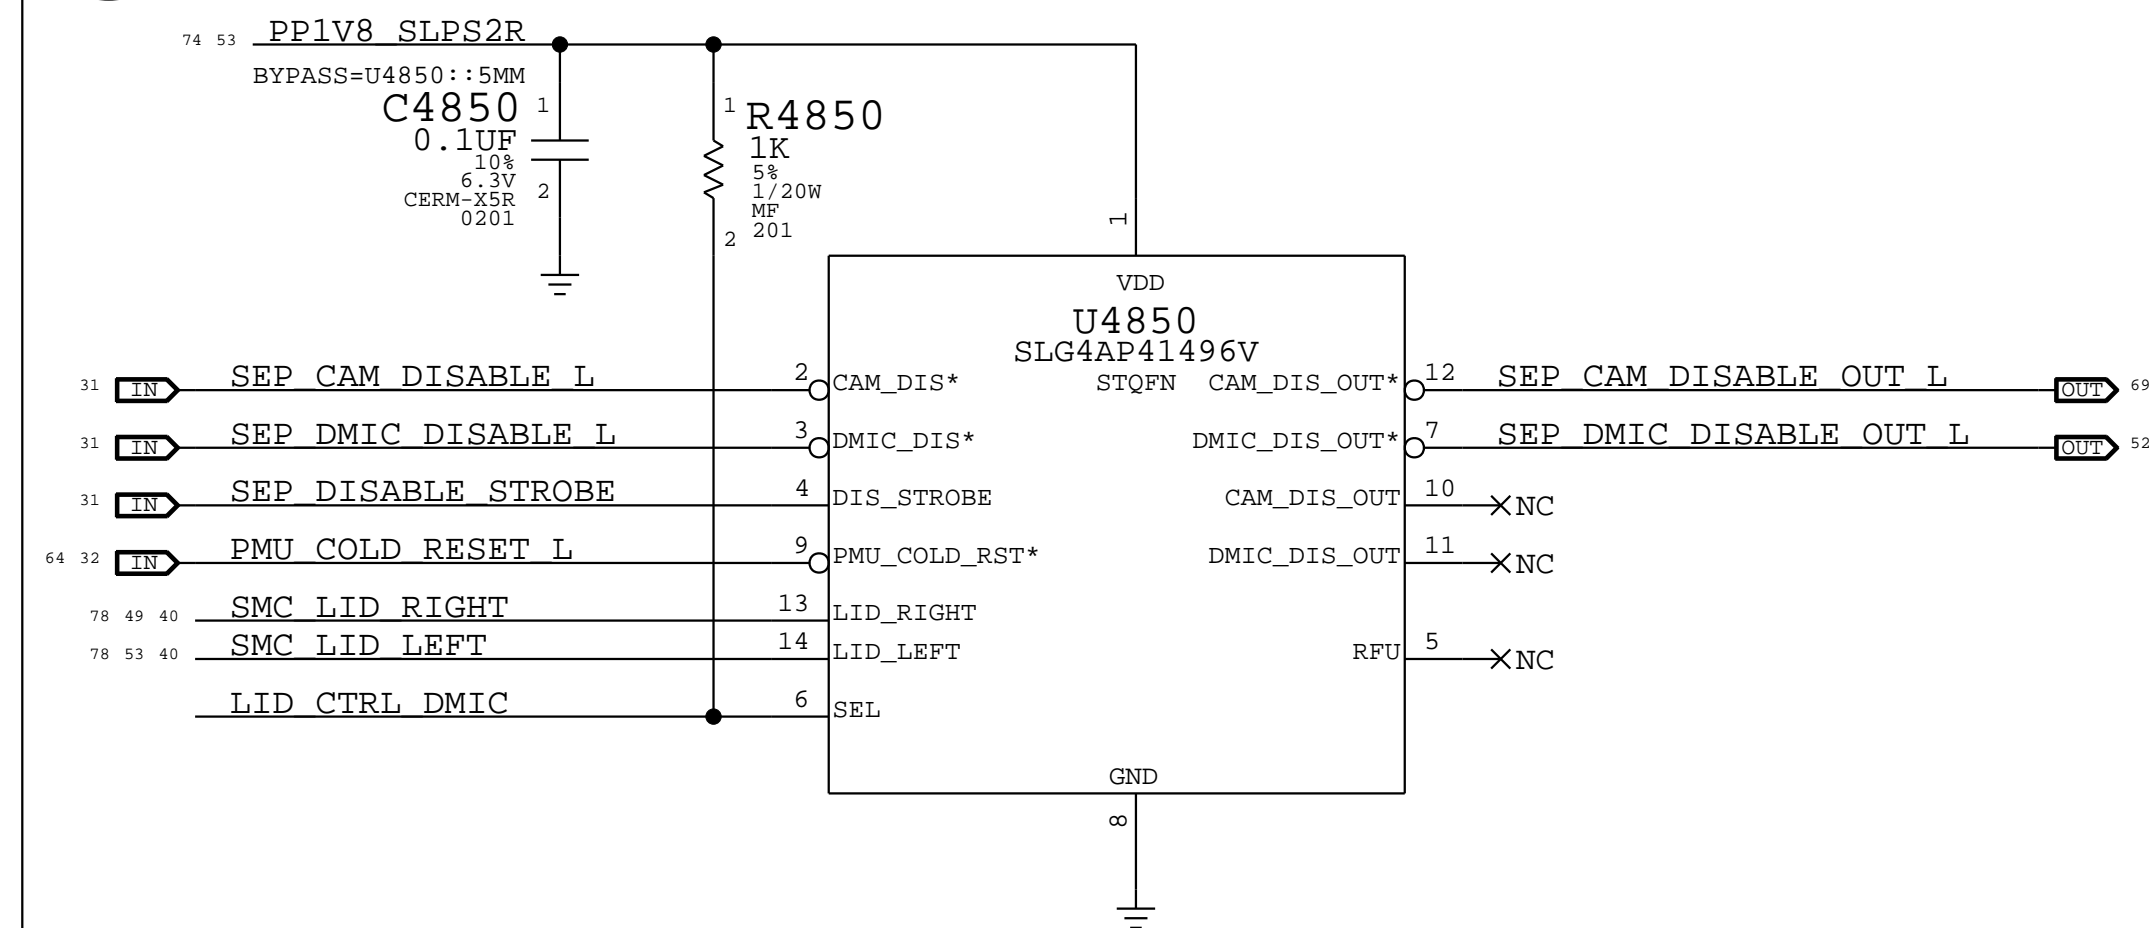 74 53 PP1V8_SLPS2R
BYPASS=U4850::5MM
C4850 1
0.1UF
10%
6.3V
CERM-X5R 2
0201
1 R4850
1K
5%
1/20W
MF
2 201
1
VDD
U4850
SLG4AP41496V
STQFN
31 IN SEP_CAM_DISABLE_L 2 CAM_DIS*
31 IN SEP_DMIC_DISABLE_L 3 DMIC_DIS*
31 IN SEP_DISABLE_STROBE 4 DIS_STROBE
64 32 IN PMU_COLD_RESET_L 9 PMU_COLD_RST*
78 49 40 SMC_LID_RIGHT 13 LID_RIGHT
78 53 40 SMC_LID_LEFT 14 LID_LEFT
LID_CTRL_DMIC 6 SEL
CAM_DIS_OUT* 12 SEP_CAM_DISABLE_OUT_L OUT 69
DMIC_DIS_OUT* 7 SEP_DMIC_DISABLE_OUT_L OUT 52
CAM_DIS_OUT 10 NC
DMIC_DIS_OUT 11 NC
RFU 5 NC
GND
8